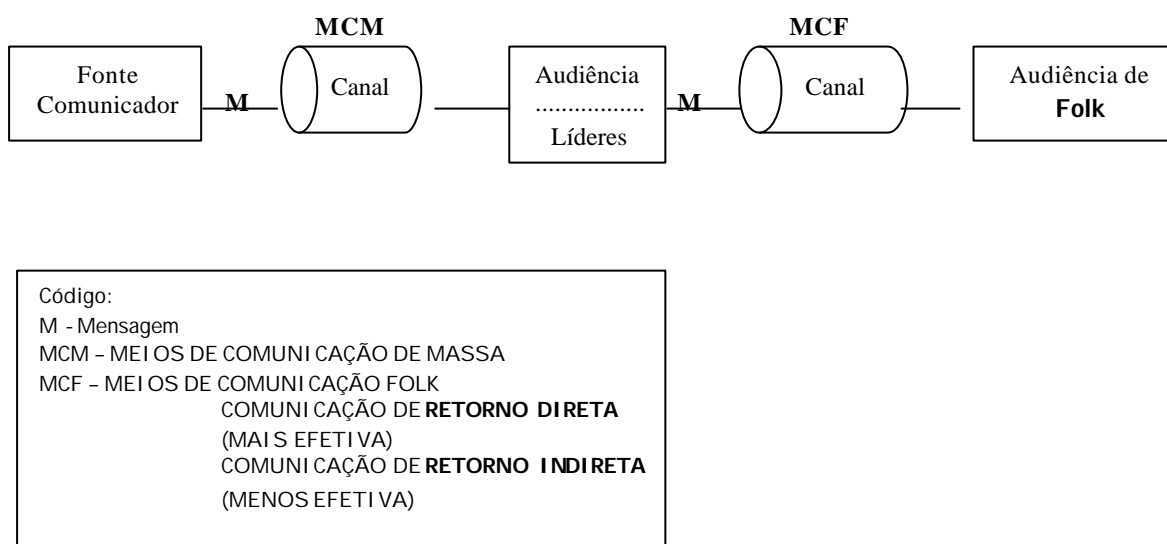 MCM
MCF
Fonte
Comunicador
M
Canal
Audiência
.................
Líderes
M
Canal
Audiência de
Folk
Código:
M - Mensagem
MCM – MEIOS DE COMUNICAÇÃO DE MASSA
MCF – MEIOS DE COMUNICAÇÃO FOLK
COMUNICAÇÃO DE RETORNO DIRETA
(MAIS EFETIVA)
COMUNICAÇÃO DE RETORNO INDIRETA
(MENOS EFETIVA)